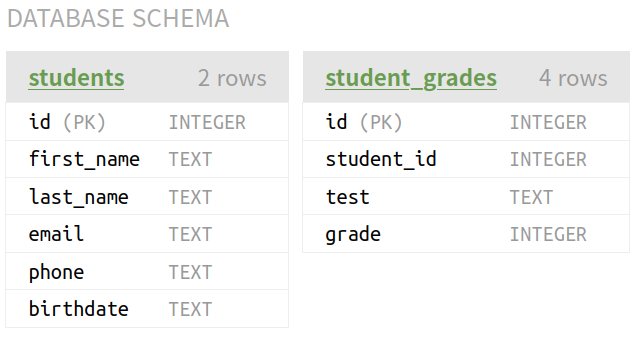 DATABASE SCHEMA
students 2 rows
id (PK) INTEGER
first_name TEXT
last_name TEXT
email TEXT
phone TEXT
birthdate TEXT
student_grades 4 rows
id (PK) INTEGER
student_id INTEGER
test TEXT
grade INTEGER